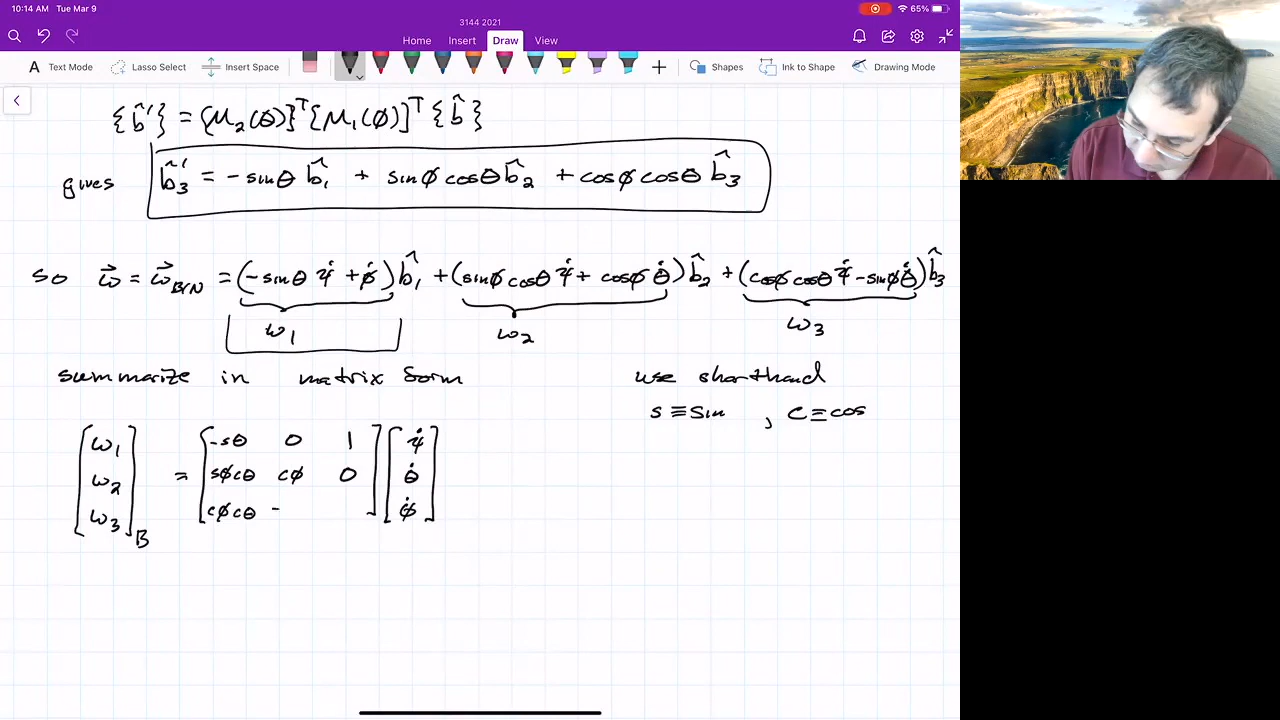 10:14 AM Tue Mar 9
65%
3144 2021
Home Insert Draw View
Text Mode Lasso Select Insert Space Shapes Ink to Shape Drawing Mode
{b̂'} = [M₂(θ)]ᵀ[M₁(ϕ)]ᵀ{b̂}
gives b̂₃' = -sinθ b̂₁ + sinϕ cosθ b̂₂ + cosϕ cosθ b̂₃
so ω⃗ = ω⃗_B/N = (-sinθ ψ̇ + ϕ̇) b̂₁ + (sinϕ cosθ ψ̇ + cosϕ θ̇) b̂₂ + (cosϕ cosθ ψ̇ - sinϕ θ̇) b̂₃
ω₁ ω₂ ω₃
summarize in matrix form use shorthand
s ≡ sin , c ≡ cos
[ω₁ [-sθ 0 1] [ψ̇
ω₂ = sϕcθ cϕ 0 θ̇
ω₃]_B [cϕcθ - ] ϕ̇]